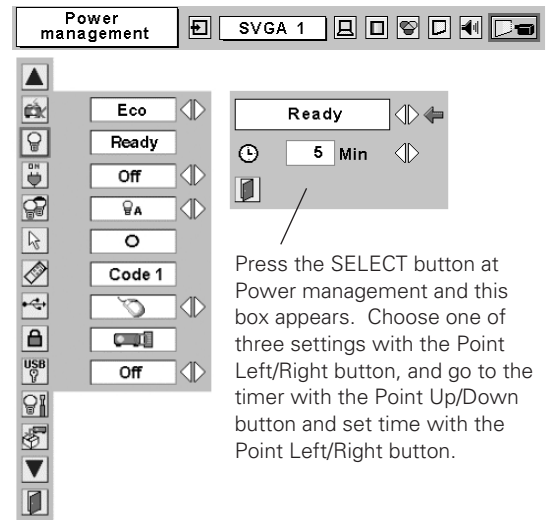 Power
management
SVGA 1
Eco
Ready
ON
Off
A
Code 1
USB
Off
Ready
5 Min
Press the SELECT button at
Power management and this
box appears. Choose one of
three settings with the Point
Left/Right button, and go to the
timer with the Point Up/Down
button and set time with the
Point Left/Right button.